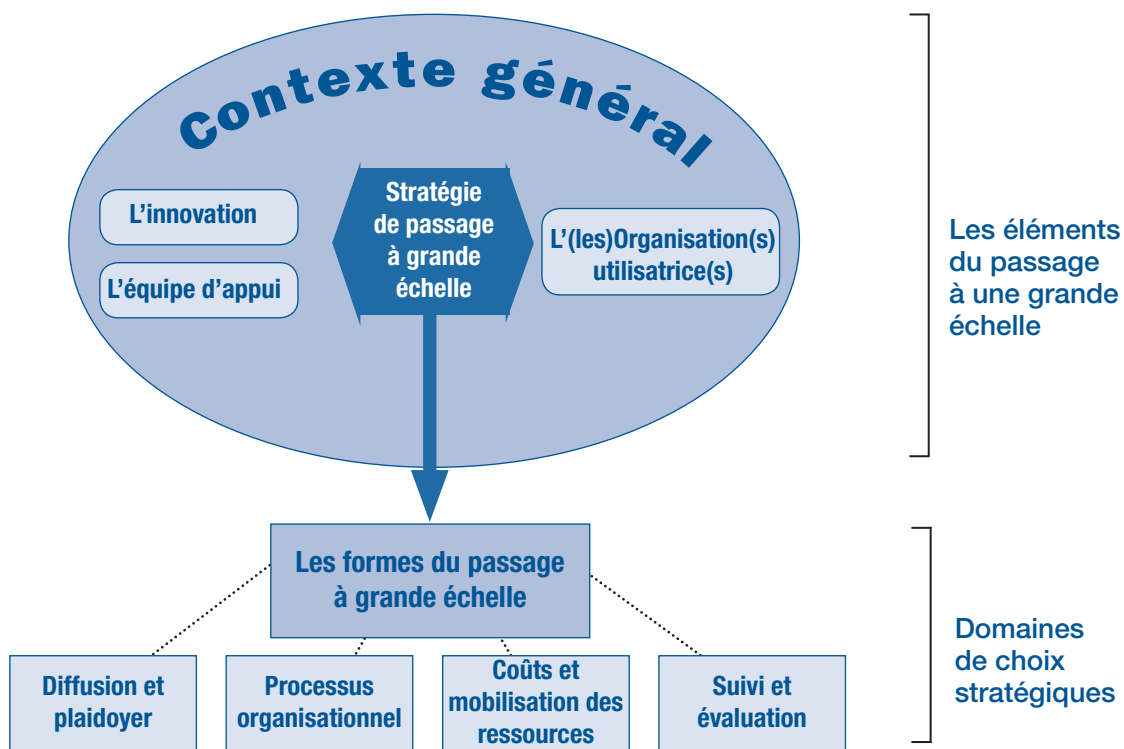 Contexte général
L'innovation
L'équipe d'appui
Stratégie
de passage
à grande
échelle
L'(les)Organisation(s)
utilisatrice(s)
Les éléments
du passage
à une grande
échelle
Les formes du passage
à grande échelle
Diffusion et
plaidoyer
Processus
organisationnel
Coûts et
mobilisation des
ressources
Suivi et
évaluation
Domaines
de choix
stratégiques